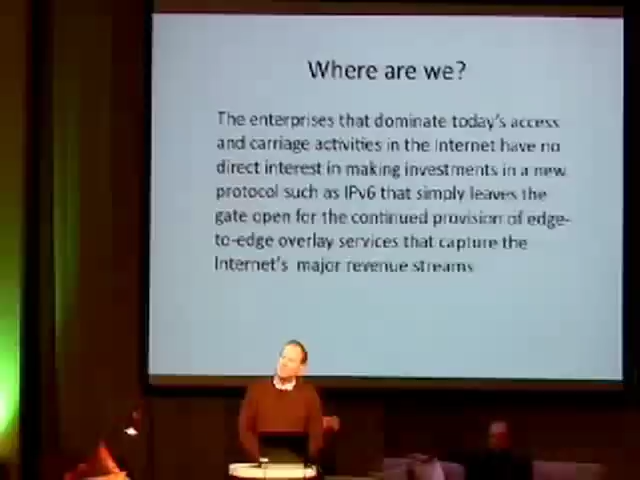 Where are we?
The enterprises that dominate today's access
and carriage activities in the Internet have no
direct interest in making investments in a new
protocol such as IPv6 that simply leaves the
gate open for the continued provision of edge-
to-edge overlay services that capture the
Internet's major revenue streams